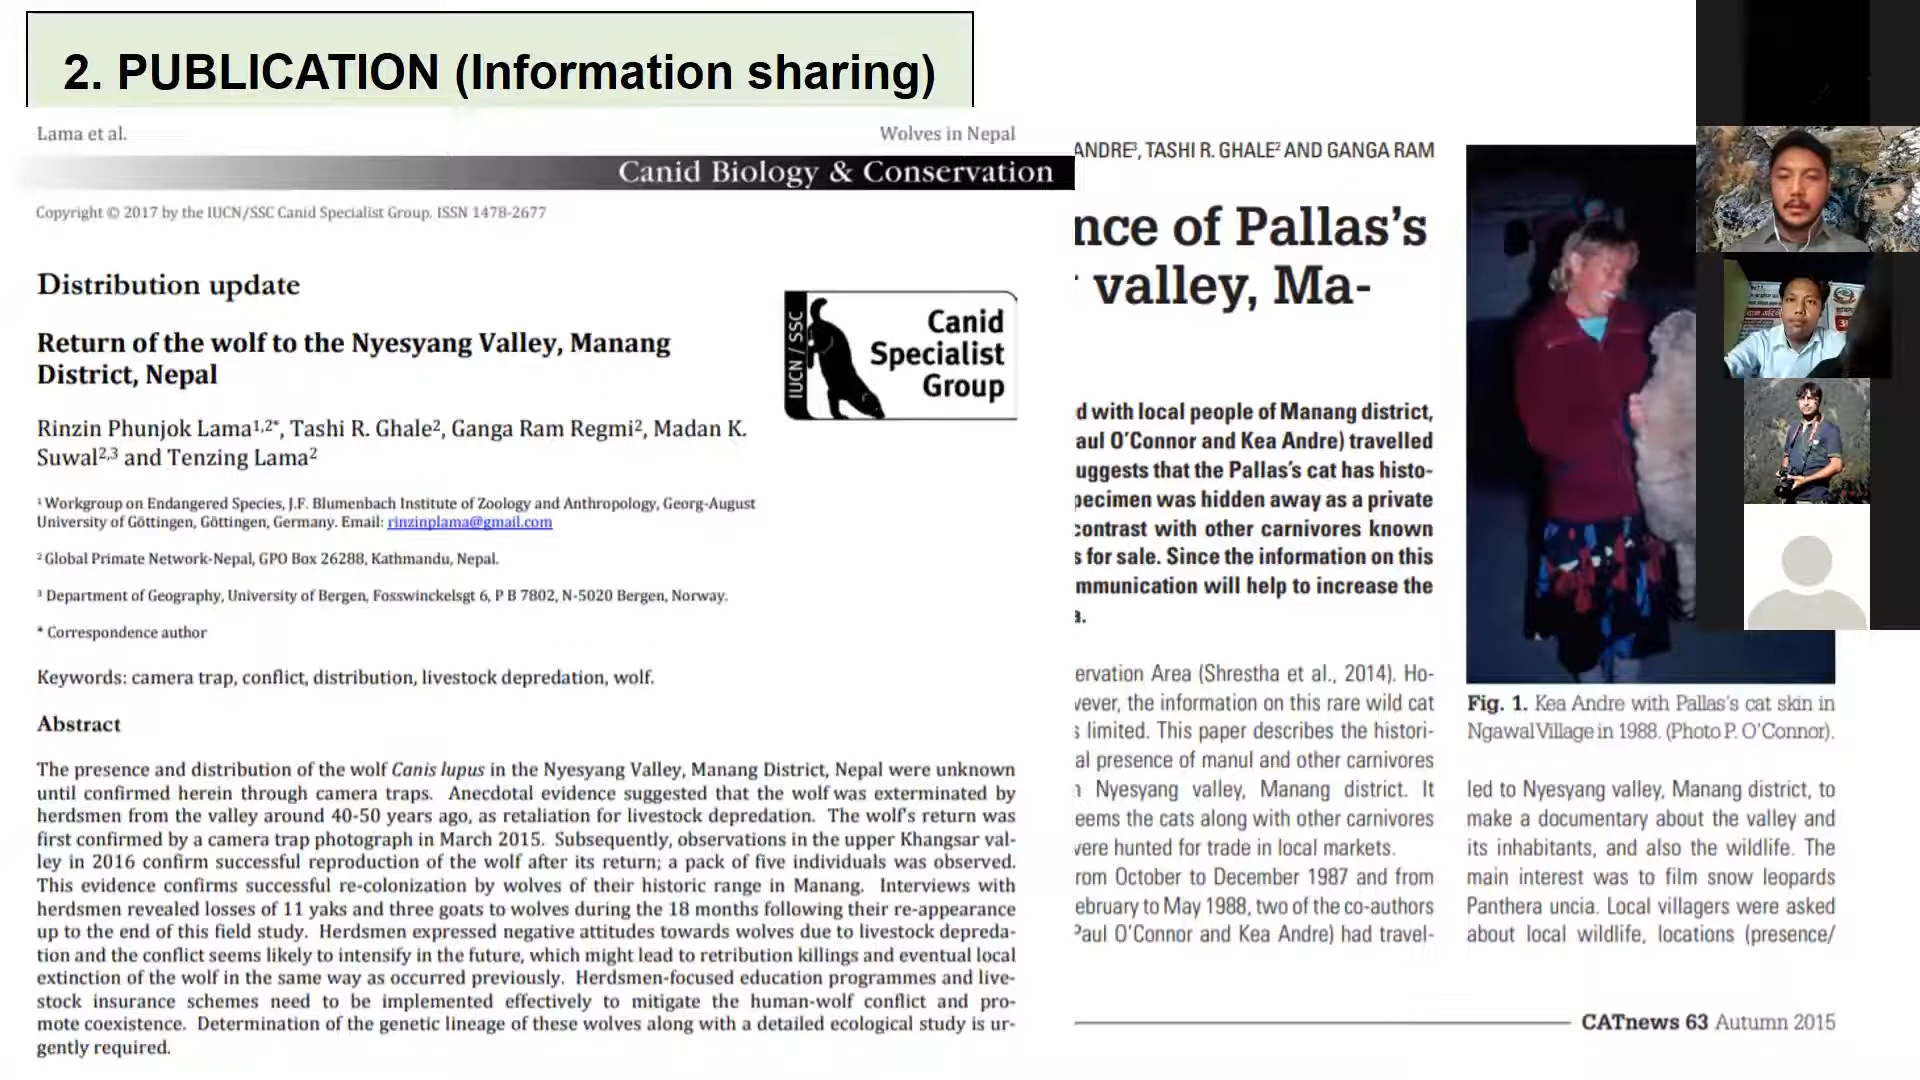 2. PUBLICATION (Information sharing)
Lama et al.
Wolves in Nepal
Canid Biology & Conservation
Copyright © 2017 by the IUCN/SSC Canid Specialist Group. ISSN 1478-2677
Distribution update
Return of the wolf to the Nyesyang Valley, Manang
District, Nepal
IUCN / SSC
Canid
Specialist
Group
Rinzin Phunjok Lama1,2*, Tashi R. Ghale2, Ganga Ram Regmi2, Madan K.
Suwal2,3 and Tenzing Lama2
1 Workgroup on Endangered Species, J.F. Blumenbach Institute of Zoology and Anthropology, Georg-August
University of Göttingen, Göttingen, Germany. Email: rinzinplama@gmail.com
2 Global Primate Network-Nepal, GPO Box 26288, Kathmandu, Nepal.
3 Department of Geography, University of Bergen, Fosswinckelsgt 6, P B 7802, N-5020 Bergen, Norway.
* Correspondence author
Keywords: camera trap, conflict, distribution, livestock depredation, wolf.
Abstract
The presence and distribution of the wolf Canis lupus in the Nyesyang Valley, Manang District, Nepal were unknown
until confirmed herein through camera traps. Anecdotal evidence suggested that the wolf was exterminated by
herdsmen from the valley around 40-50 years ago, as retaliation for livestock depredation. The wolf's return was
first confirmed by a camera trap photograph in March 2015. Subsequently, observations in the upper Khangsar val-
ley in 2016 confirm successful reproduction of the wolf after its return; a pack of five individuals was observed.
This evidence confirms successful re-colonization by wolves of their historic range in Manang. Interviews with
herdsmen revealed losses of 11 yaks and three goats to wolves during the 18 months following their re-appearance
up to the end of this field study. Herdsmen expressed negative attitudes towards wolves due to livestock depreda-
tion and the conflict seems likely to intensify in the future, which might lead to retribution killings and eventual local
extinction of the wolf in the same way as occurred previously. Herdsmen-focused education programmes and live-
stock insurance schemes need to be implemented effectively to mitigate the human-wolf conflict and pro-
mote coexistence. Determination of the genetic lineage of these wolves along with a detailed ecological study is ur-
gently required.
ANDRE3, TASHI R. GHALE2 AND GANGA RAM
nce of Pallas's
valley, Ma-
d with local people of Manang district,
aul O'Connor and Kea Andre) travelled
uggests that the Pallas's cat has histo-
pecimen was hidden away as a private
contrast with other carnivores known
s for sale. Since the information on this
mmunication will help to increase the
a.
ervation Area (Shrestha et al., 2014). Ho-
wever, the information on this rare wild cat
s limited. This paper describes the histori-
al presence of manul and other carnivores
n Nyesyang valley, Manang district. It
eems the cats along with other carnivores
were hunted for trade in local markets.
rom October to December 1987 and from
ebruary to May 1988, two of the co-authors
Paul O'Connor and Kea Andre) had travel-
Fig. 1. Kea Andre with Pallas's cat skin in
Ngawal Village in 1988. (Photo P. O'Connor).
led to Nyesyang valley, Manang district, to
make a documentary about the valley and
its inhabitants, and also the wildlife. The
main interest was to film snow leopards
Panthera uncia. Local villagers were asked
about local wildlife, locations (presence/
CATnews 63 Autumn 2015